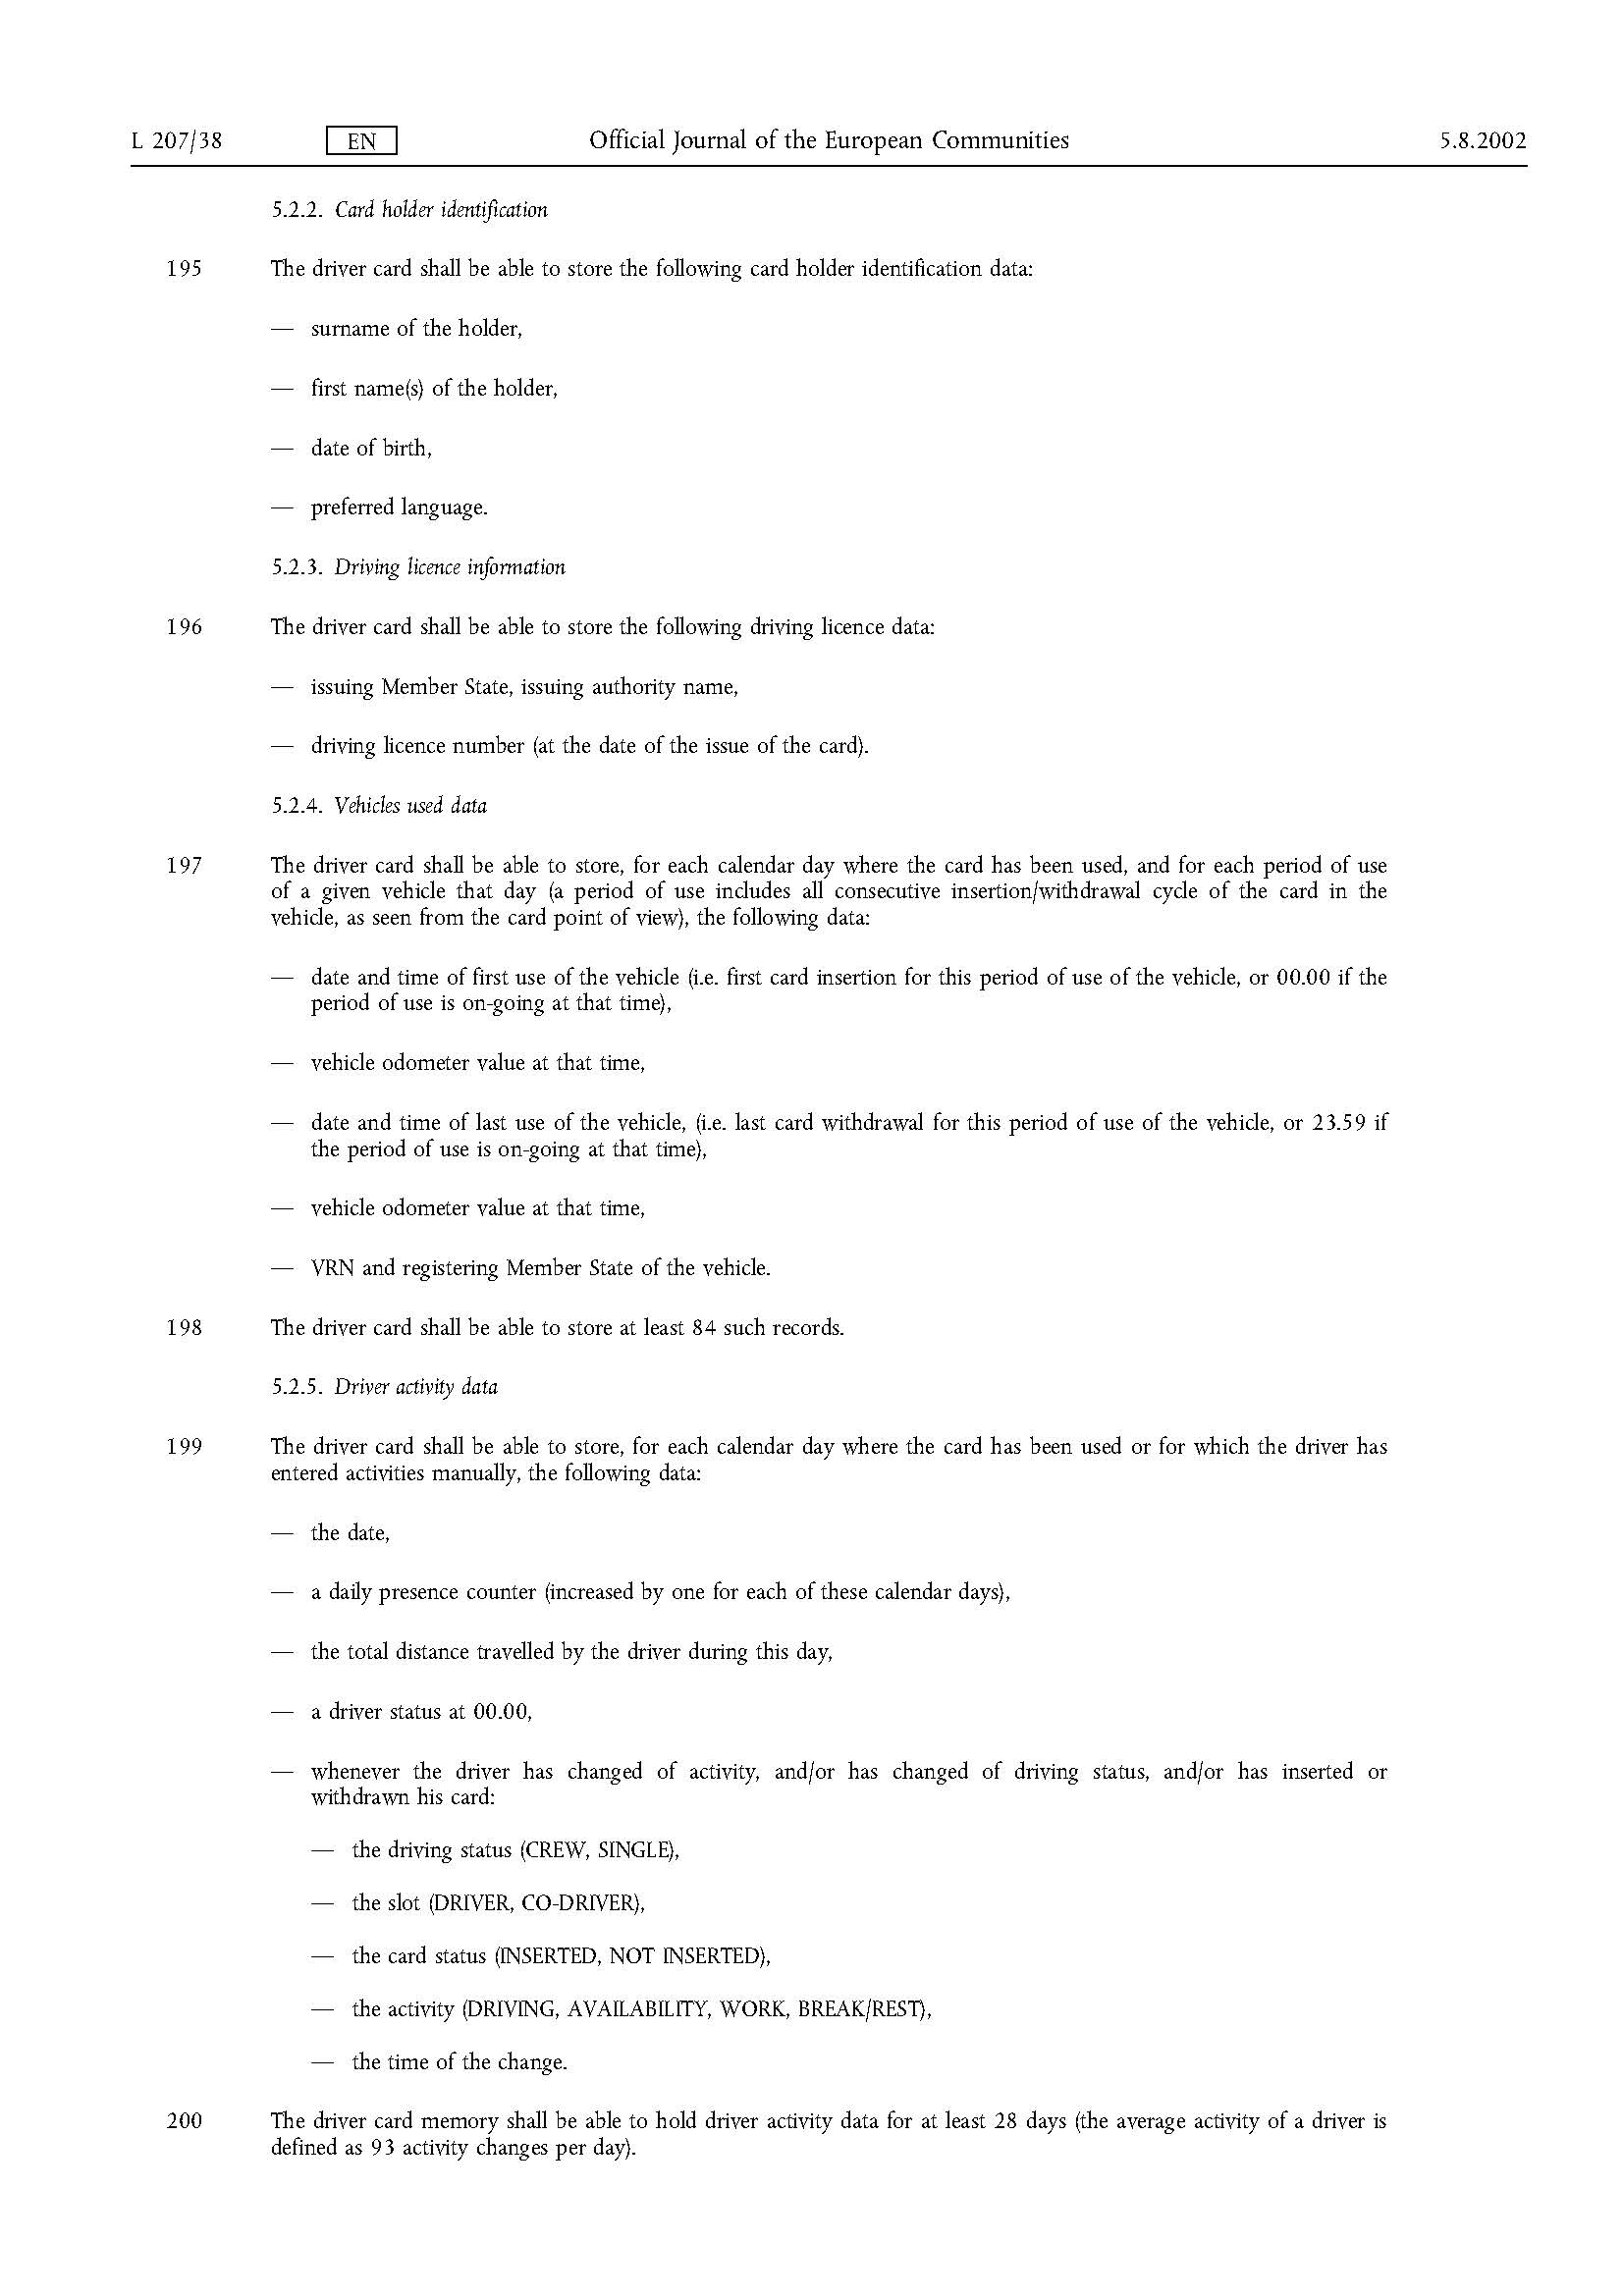 L 207/38 EN Official Journal of the European Communities 5.8.2002
5.2.2. Card holder identification
195 The driver card shall be able to store the following card holder identification data:
— surname of the holder,
— first name(s) of the holder,
— date of birth,
— preferred language.
5.2.3. Driving licence information
196 The driver card shall be able to store the following driving licence data:
— issuing Member State, issuing authority name,
— driving licence number (at the date of the issue of the card).
5.2.4. Vehicles used data
197 The driver card shall be able to store, for each calendar day where the card has been used, and for each period of use
of a given vehicle that day (a period of use includes all consecutive insertion/withdrawal cycle of the card in the
vehicle, as seen from the card point of view), the following data:
— date and time of first use of the vehicle (i.e. first card insertion for this period of use of the vehicle, or 00.00 if the
period of use is on-going at that time),
— vehicle odometer value at that time,
— date and time of last use of the vehicle, (i.e. last card withdrawal for this period of use of the vehicle, or 23.59 if
the period of use is on-going at that time),
— vehicle odometer value at that time,
— VRN and registering Member State of the vehicle.
198 The driver card shall be able to store at least 84 such records.
5.2.5. Driver activity data
199 The driver card shall be able to store, for each calendar day where the card has been used or for which the driver has
entered activities manually, the following data:
— the date,
— a daily presence counter (increased by one for each of these calendar days),
— the total distance travelled by the driver during this day,
— a driver status at 00.00,
— whenever the driver has changed of activity, and/or has changed of driving status, and/or has inserted or
withdrawn his card:
— the driving status (CREW, SINGLE),
— the slot (DRIVER, CO-DRIVER),
— the card status (INSERTED, NOT INSERTED),
— the activity (DRIVING, AVAILABILITY, WORK, BREAK/REST),
— the time of the change.
200 The driver card memory shall be able to hold driver activity data for at least 28 days (the average activity of a driver is
defined as 93 activity changes per day).